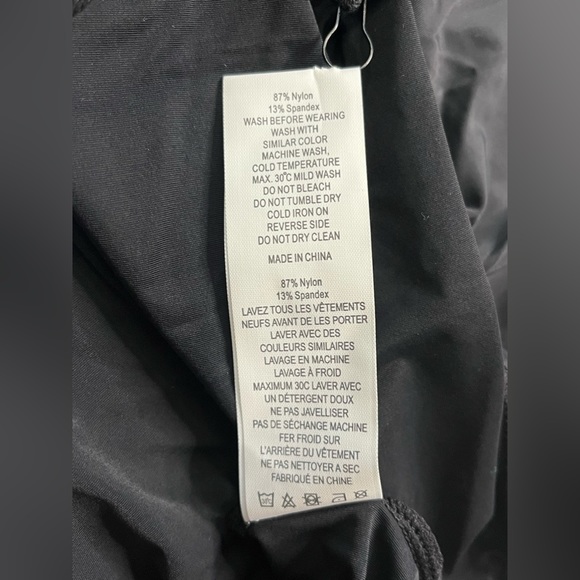 87% Nylon
13% Spandex
WASH BEFORE WEARING
WASH WITH
SIMILAR COLOR
MACHINE WASH,
COLD TEMPERATURE
MAX. 30°C MILD WASH
DO NOT BLEACH
DO NOT TUMBLE DRY
COLD IRON ON
REVERSE SIDE
DO NOT DRY CLEAN
MADE IN CHINA
87% Nylon
13% Spandex
LAVEZ TOUS LES VÊTEMENTS
NEUFS AVANT DE LES PORTER
LAVER AVEC DES
COULEURS SIMILAIRES
LAVAGE EN MACHINE
LAVAGE À FROID
MAXIMUM 30C LAVER AVEC
UN DÉTERGENT DOUX
NE PAS JAVELLISER
PAS DE SÉCHANGE MACHINE
FER FROID SUR
L'ARRIÈRE DU VÊTEMENT
NE PAS NETTOYER A SEC
FABRIQUÉ EN CHINE